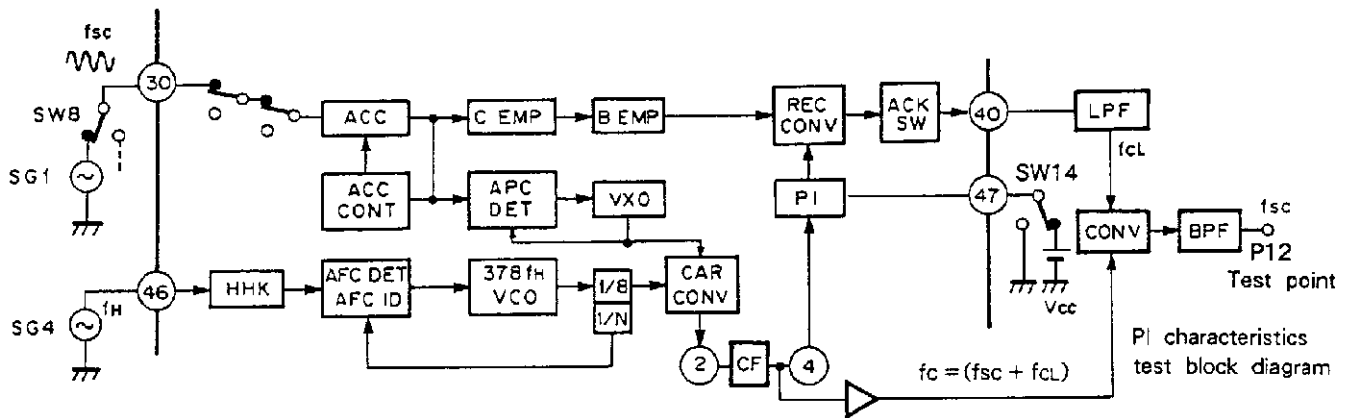 fsc
30
SW8
SG1
ACC
C EMP
B EMP
REC
CONV
ACK
SW
40
LPF
fCL
ACC
CONT
APC
DET
VXO
PI
47
SW14
Vcc
CONV
BPF
fsc
P12
Test point
46
SG4
fH
HHK
AFC DET
AFC ID
378fH
VCO
1/8
1/N
CAR
CONV
2
CF
4
fc=(fsc+fCL)
PI characteristics
test block diagram